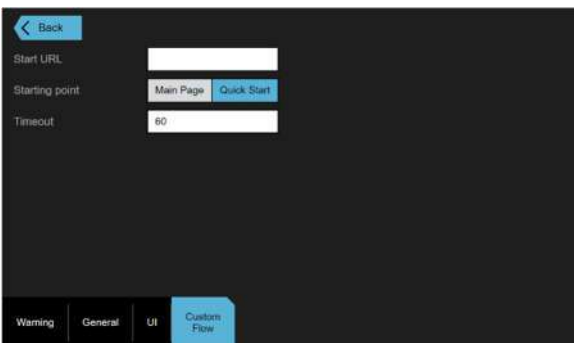 Back
Start URL
Starting point Main Page Quick Start
Timeout 60
Warning General UI Custom Flow